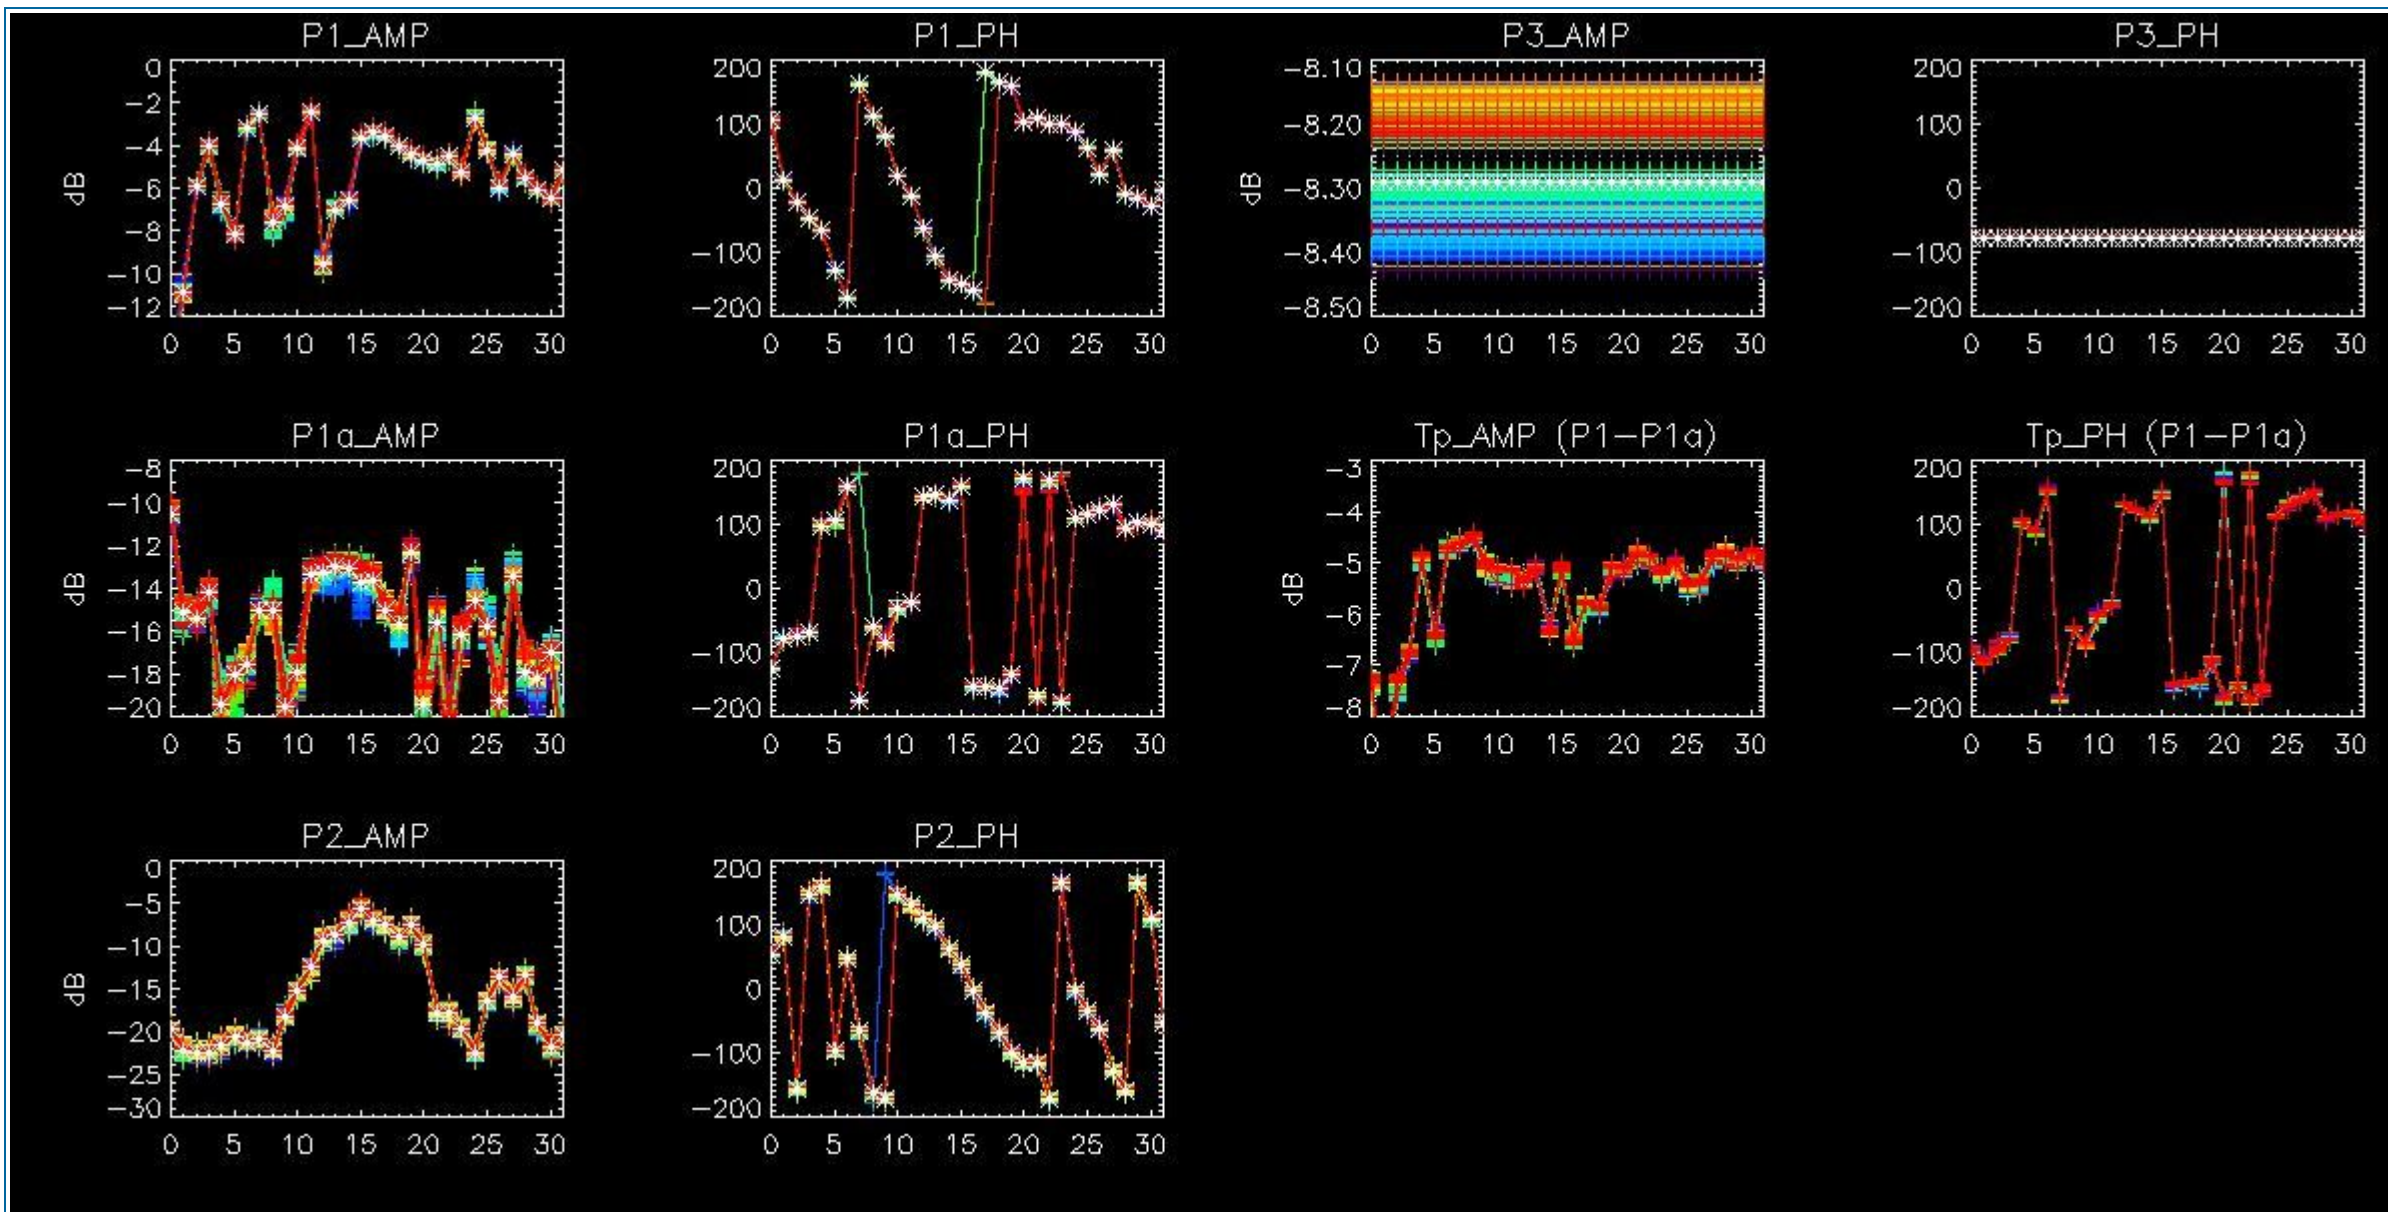 P1_AMP
0
−2
−4
−6
−8
−10
−12
dB
0 5 10 15 20 25 30
P1_PH
200
100
0
−100
−200
0 5 10 15 20 25 30
P3_AMP
−8.10
−8.20
−8.30
−8.40
−8.50
dB
0 5 10 15 20 25 30
P3_PH
200
100
0
−100
−200
0 5 10 15 20 25 30
P1a_AMP
−8
−10
−12
−14
−16
−18
−20
dB
0 5 10 15 20 25 30
P1a_PH
200
100
0
−100
−200
0 5 10 15 20 25 30
Tp_AMP (P1−P1a)
−3
−4
−5
−6
−7
−8
dB
0 5 10 15 20 25 30
Tp_PH (P1−P1a)
200
100
0
−100
−200
0 5 10 15 20 25 30
P2_AMP
0
−5
−10
−15
−20
−25
−30
dB
0 5 10 15 20 25 30
P2_PH
200
100
0
−100
−200
0 5 10 15 20 25 30